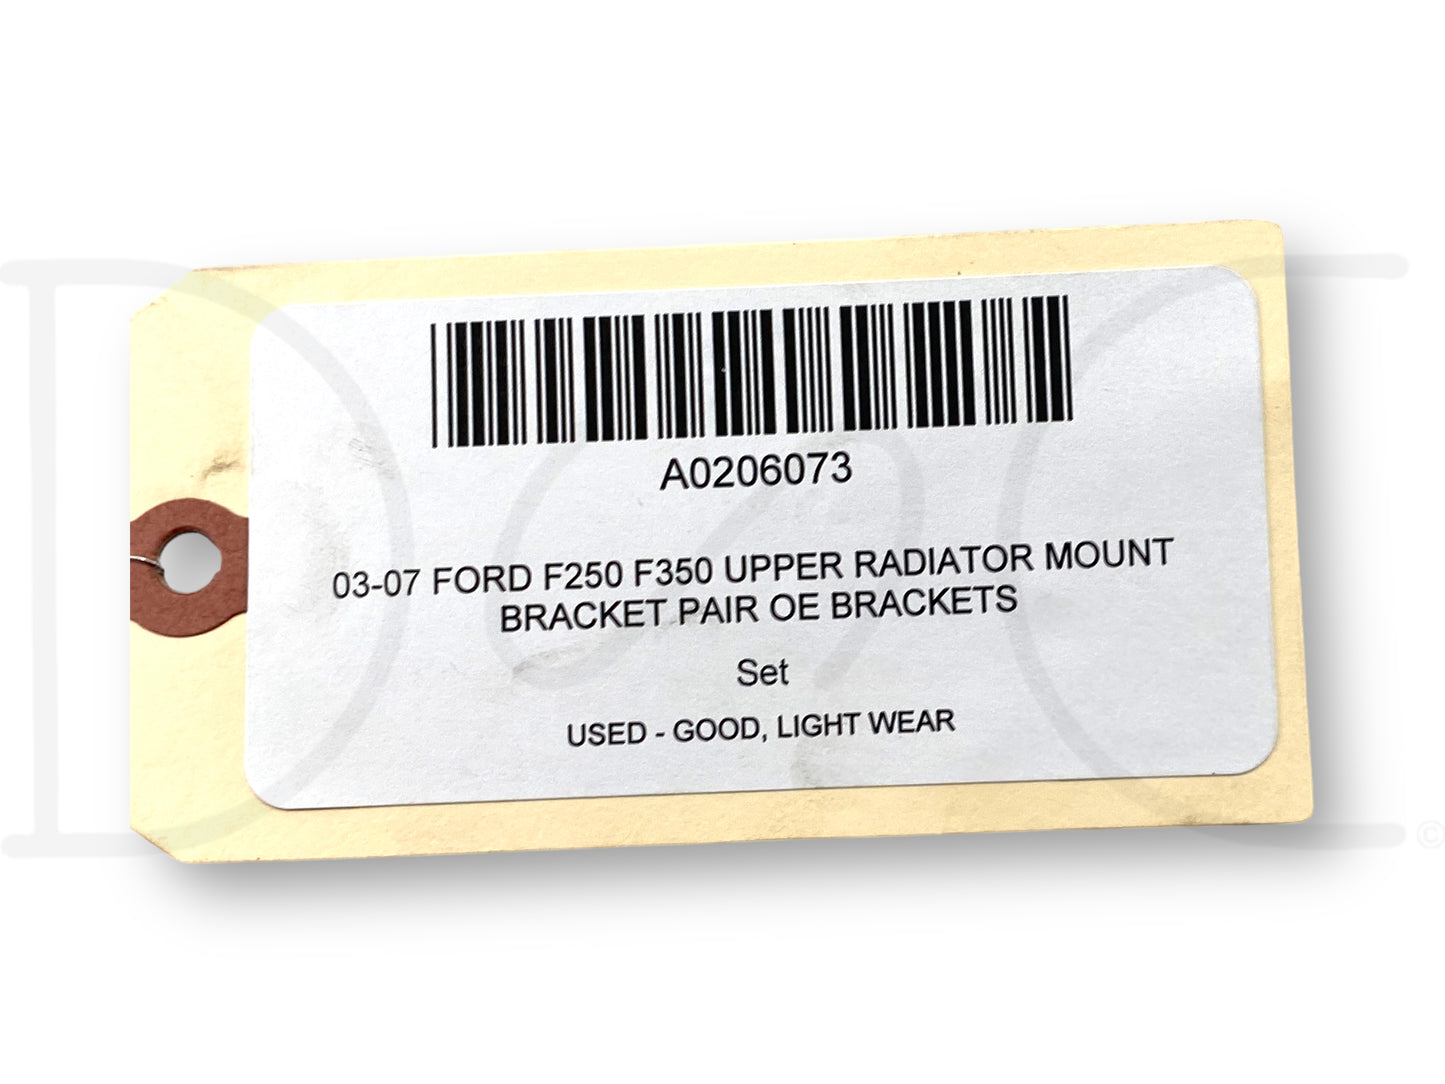 A0206073
03-07 FORD F250 F350 UPPER RADIATOR MOUNT
BRACKET PAIR OE BRACKETS
Set
USED - GOOD, LIGHT WEAR
©